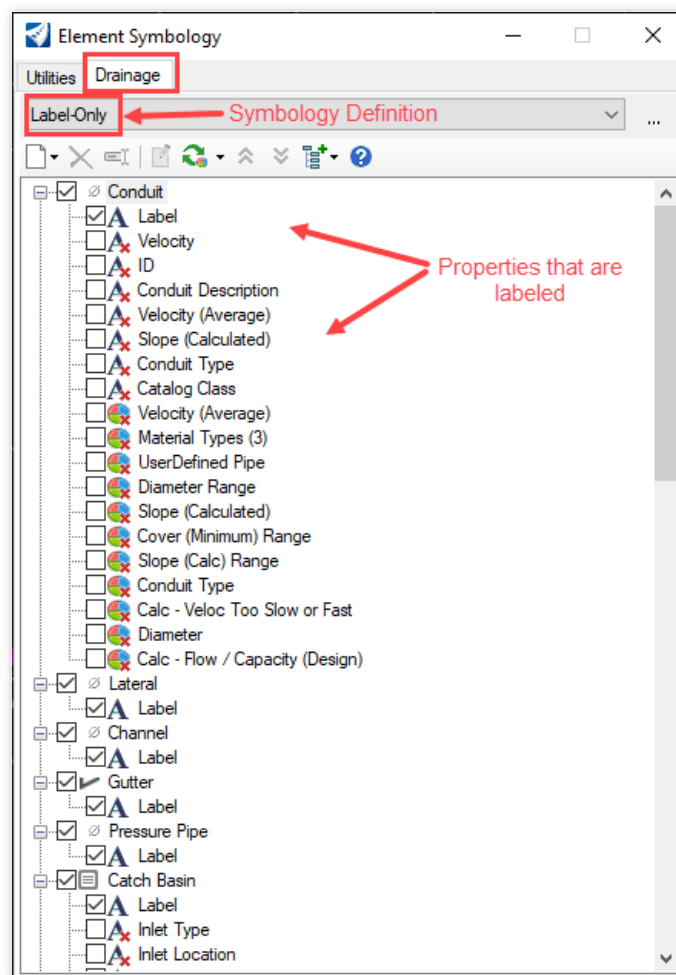 Element Symbology
Utilities Drainage
Label-Only Symbology Definition ...
Conduit
Label
Velocity
ID
Properties that are
labeled
Conduit Description
Velocity (Average)
Slope (Calculated)
Conduit Type
Catalog Class
Velocity (Average)
Material Types (3)
UserDefined Pipe
Diameter Range
Slope (Calculated)
Cover (Minimum) Range
Slope (Calc) Range
Conduit Type
Calc - Veloc Too Slow or Fast
Diameter
Calc - Flow / Capacity (Design)
Lateral
Label
Channel
Label
Gutter
Label
Pressure Pipe
Label
Catch Basin
Label
Inlet Type
Inlet Location